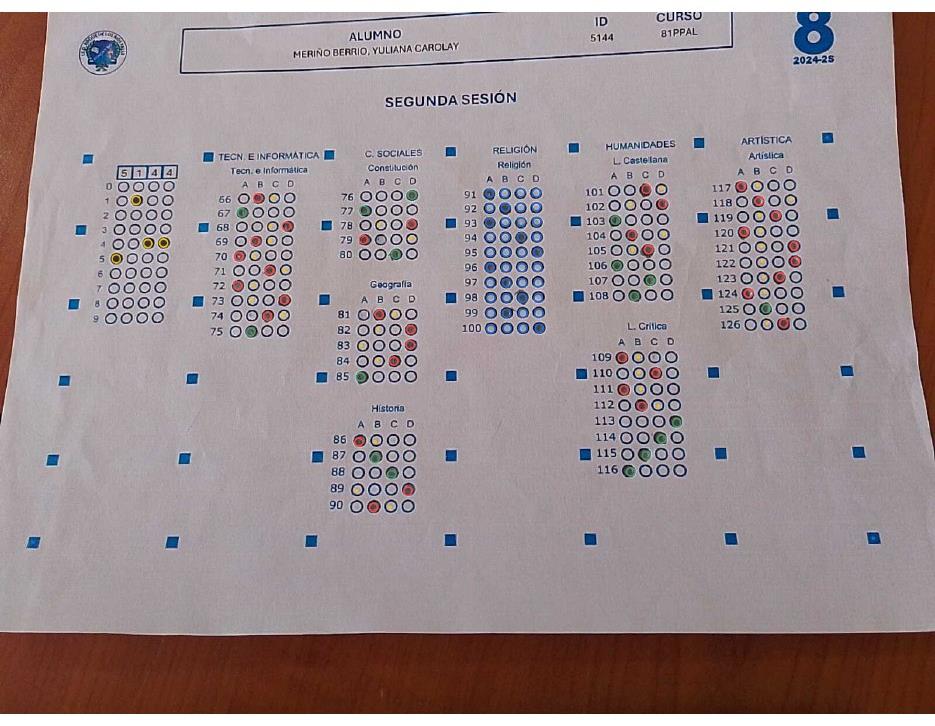 ALUMNO
MERIÑO BERRIO, YULIANA CAROLAY
ID
5144
CURSO
81PPAL
8
2024-25
SEGUNDA SESIÓN
5 1 4 4
0
1
2
3
4
5
6
7
8
9
TECN. E INFORMÁTICA
Tecn. e Informática
A B C D
66
67
68
69
70
71
72
73
74
75
C. SOCIALES
Constitución
A B C D
76
77
78
79
80
Geografía
A B C D
81
82
83
84
85
Historia
A B C D
86
87
88
89
90
RELIGIÓN
Religión
A B C D
91
92
93
94
95
96
97
98
99
100
HUMANIDADES
L. Castellana
A B C D
101
102
103
104
105
106
107
108
L. Crítica
A B C D
109
110
111
112
113
114
115
116
ARTÍSTICA
Artística
A B C D
117
118
119
120
121
122
123
124
125
126